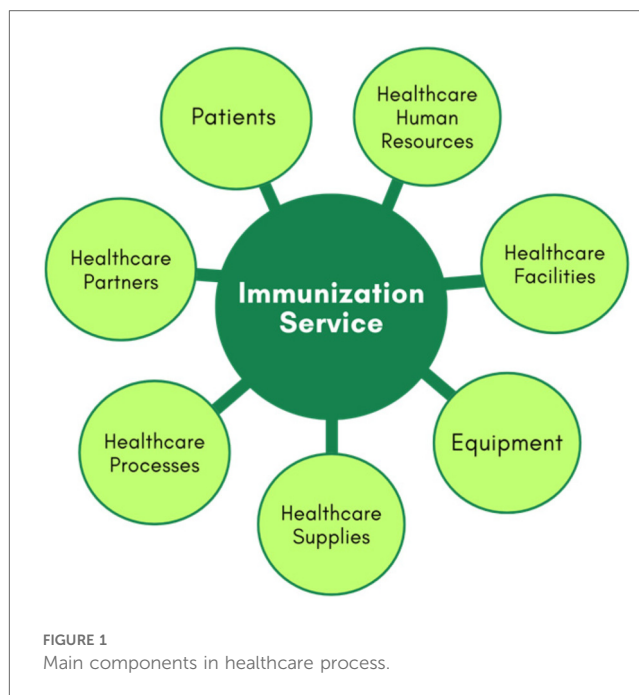 Patients
Healthcare
Human
Resources
Healthcare
Partners
Healthcare
Facilities
Immunization
Service
Healthcare
Processes
Equipment
Healthcare
Supplies
FIGURE 1
Main components in healthcare process.